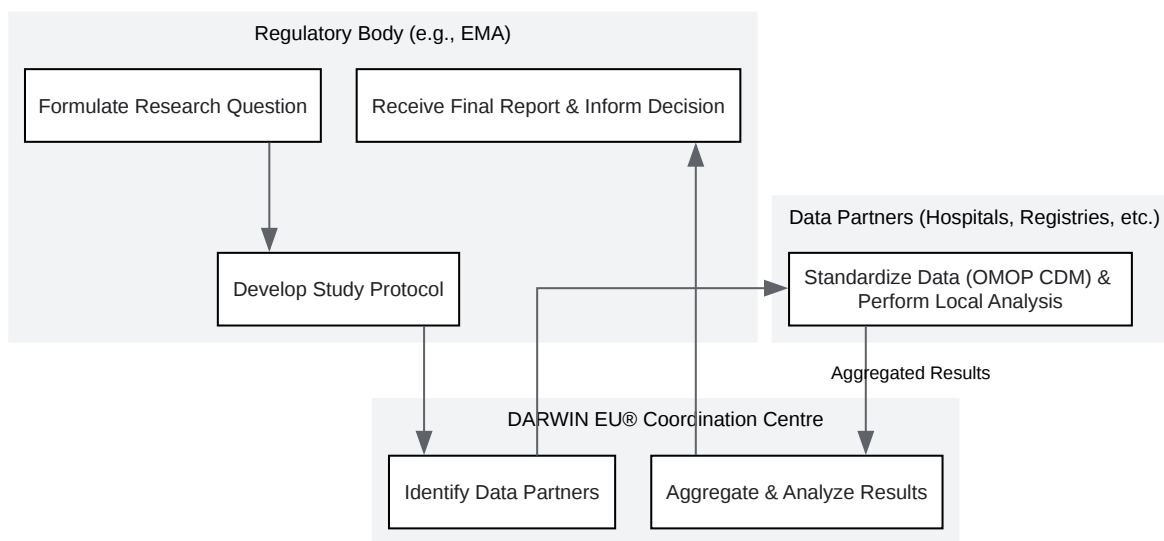 Regulatory Body (e.g., EMA)
Formulate Research Question
Receive Final Report & Inform Decision
Data Partners (Hospitals, Registries, etc.)
Develop Study Protocol
Standardize Data (OMOP CDM) &
Perform Local Analysis
Aggregated Results
DARWIN EU® Coordination Centre
Identify Data Partners
Aggregate & Analyze Results